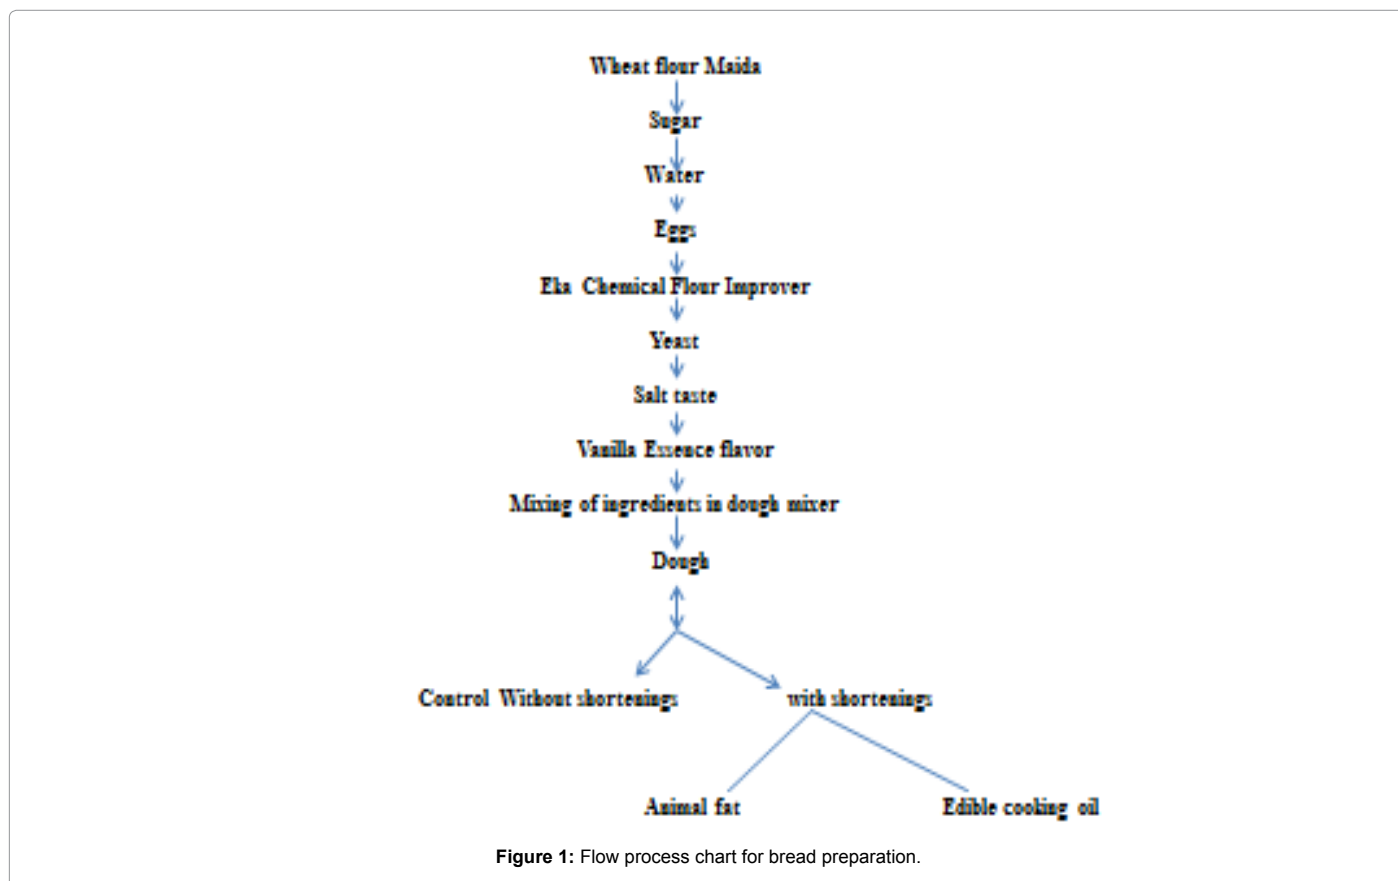 Wheat flour Maida
Sugar
Water
Eggs
Eka Chemical Flour Improver
Yeast
Salt taste
Vanilla Essence flavor
Mixing of ingredients in dough mixer
Dough
Control Without shortenings with shortenings
Animal fat Edible cooking oil
Figure 1: Flow process chart for bread preparation.